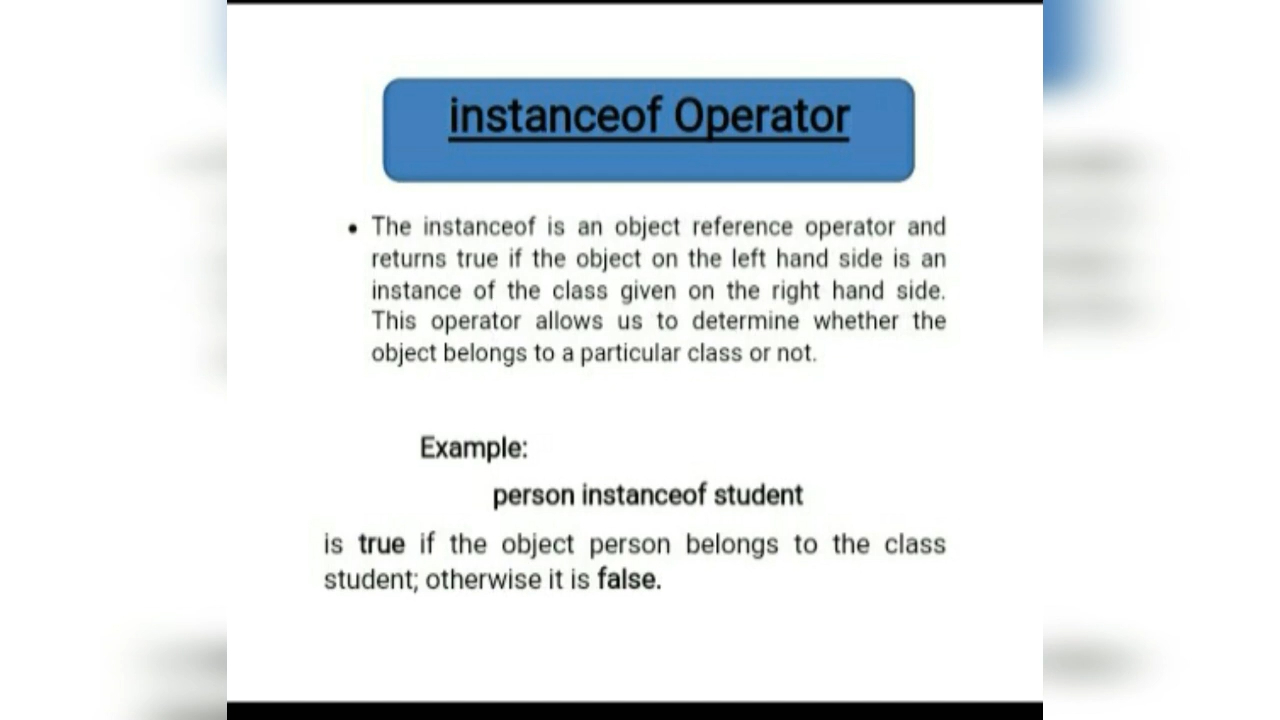 instanceof Operator
• The instanceof is an object reference operator and
returns true if the object on the left hand side is an
instance of the class given on the right hand side.
This operator allows us to determine whether the
object belongs to a particular class or not.
Example:
person instanceof student
is true if the object person belongs to the class
student; otherwise it is false.